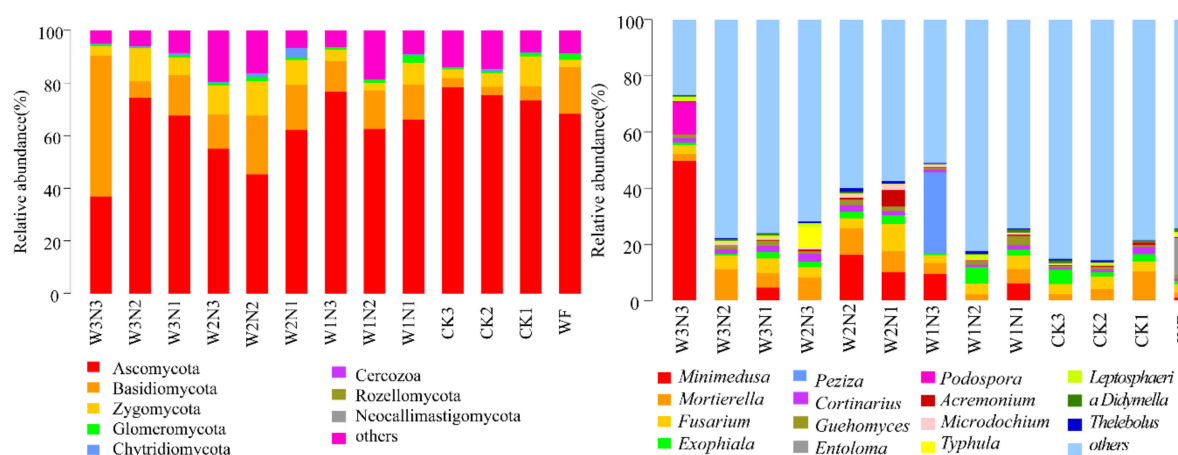 Relative abundance(%)
100
80
60
40
20
0
W3N3
W3N2
W3N1
W2N3
W2N2
W2N1
W1N3
W1N2
W1N1
CK3
CK2
CK1
WF
Ascomycota
Basidiomycota
Zygomycota
Glomeromycota
Chytridiomycota
Cercozoa
Rozellomycota
Neocallimastigomycota
others
Relative abundance(%)
100
80
60
40
20
0
W3N3
W3N2
W3N1
W2N3
W2N2
W2N1
W1N3
W1N2
W1N1
CK3
CK2
CK1
Minimedusa
Mortierella
Fusarium
Exophiala
Peziza
Cortinarius
Guehomyces
Entoloma
Podospora
Acremonium
Microdochium
Typhula
Leptosphaeri
a Didymella
Thelebolus
others